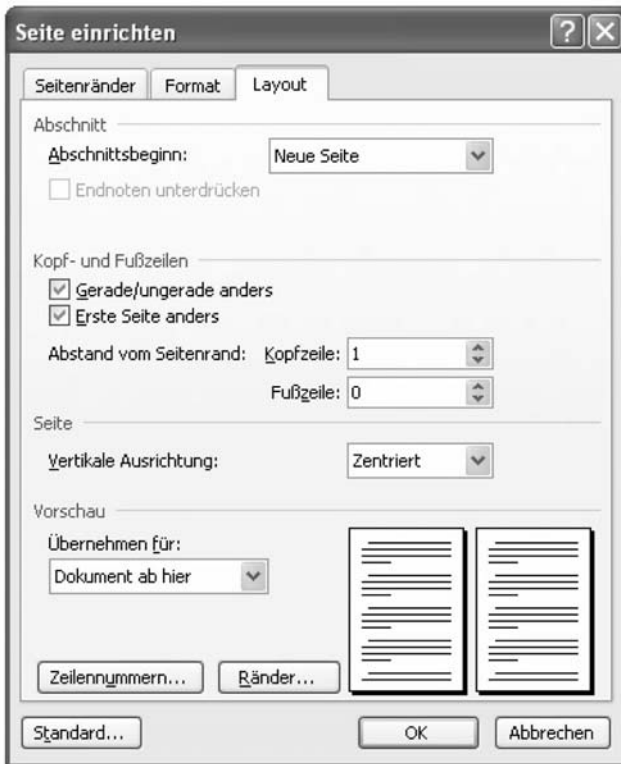 Seite einrichten
Seitenränder Format Layout
Abschnitt
Abschnittsbeginn: Neue Seite
Endnoten unterdrücken
Kopf- und Fußzeilen
Gerade/ungerade anders
Erste Seite anders
Abstand vom Seitenrand: Kopfzeile: 1
Fußzeile: 0
Seite
Vertikale Ausrichtung: Zentriert
Vorschau
Übernehmen für:
Dokument ab hier
Zeilennummern... Ränder...
Standard... OK Abbrechen